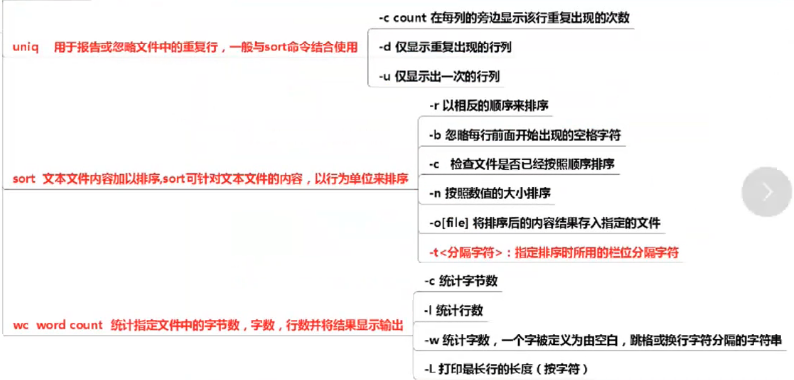 uniq 用于报告或忽略文件中的重复行，一般与sort命令结合使用
-c count 在每列的旁边显示该行重复出现的次数
-d 仅显示重复出现的行列
-u 仅显示出一次的行列
sort 文本文件内容加以排序,sort可针对文本文件的内容，以行为单位来排序
-r 以相反的顺序来排序
-b 忽略每行前面开始出现的空格字符
-c 检查文件是否已经按照顺序排序
-n 按照数值的大小排序
-o[file] 将排序后的内容结果存入指定的文件
-t<分隔字符>：指定排序时所用的栏位分隔字符
wc word count 统计指定文件中的字节数，字数，行数并将结果显示输出
-c 统计字节数
-l 统计行数
-w 统计字数，一个字被定义为由空白，跳格或换行字符分隔的字符串
-L 打印最长行的长度（按字符）